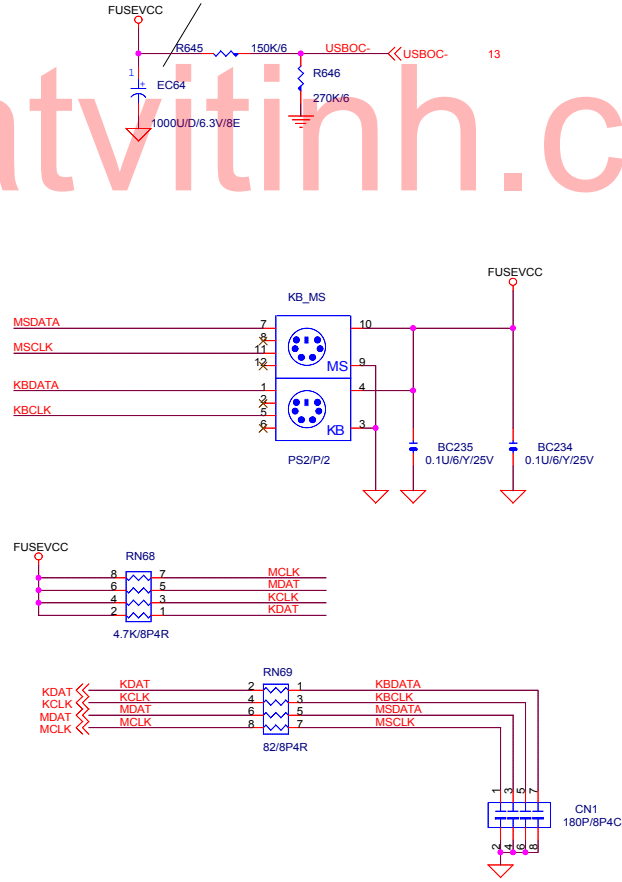 FUSEVCC
R645 150K/6 USBOC- USBOC- 13
1 + EC64
R646
270K/6
1000U/D/6.3V/8E
atvitinh.c
FUSEVCC
KB_MS
MSDATA 7 10
8
MSCLK 11
12 MS 9
KBDATA 1 4
2
KBCLK 5
6 KB 3
PS2/P/2
BC235
0.1U/6/Y/25V
BC234
0.1U/6/Y/25V
FUSEVCC
RN68
8 7 MCLK
6 5 MDAT
4 3 KCLK
2 1 KDAT
4.7K/8P4R
RN69
KDAT KDAT 2 1 KBDATA
KCLK KCLK 4 3 KBCLK
MDAT MDAT 6 5 MSDATA
MCLK MCLK 8 7 MSCLK
82/8P4R
1 3 5 7
CN1
180P/8P4C
2 4 6 8